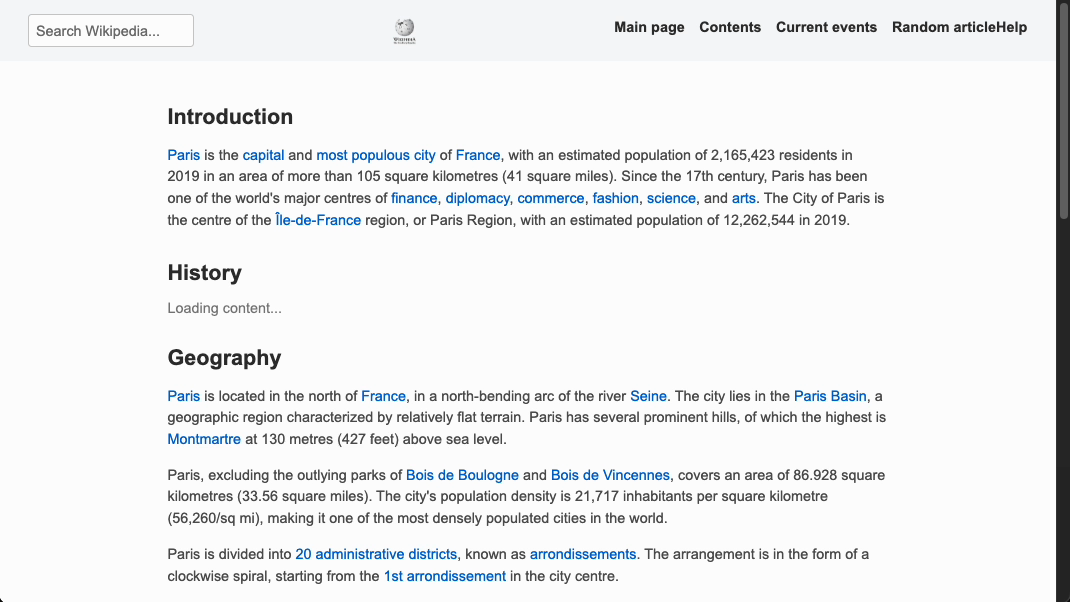 Search Wikipedia...
WIKIPEDIA
Main page Contents Current events Random articleHelp
Introduction
Paris is the capital and most populous city of France, with an estimated population of 2,165,423 residents in
2019 in an area of more than 105 square kilometres (41 square miles). Since the 17th century, Paris has been
one of the world's major centres of finance, diplomacy, commerce, fashion, science, and arts. The City of Paris is
the centre of the Île-de-France region, or Paris Region, with an estimated population of 12,262,544 in 2019.
History
Loading content...
Geography
Paris is located in the north of France, in a north-bending arc of the river Seine. The city lies in the Paris Basin, a
geographic region characterized by relatively flat terrain. Paris has several prominent hills, of which the highest is
Montmartre at 130 metres (427 feet) above sea level.
Paris, excluding the outlying parks of Bois de Boulogne and Bois de Vincennes, covers an area of 86.928 square
kilometres (33.56 square miles). The city's population density is 21,717 inhabitants per square kilometre
(56,260/sq mi), making it one of the most densely populated cities in the world.
Paris is divided into 20 administrative districts, known as arrondissements. The arrangement is in the form of a
clockwise spiral, starting from the 1st arrondissement in the city centre.